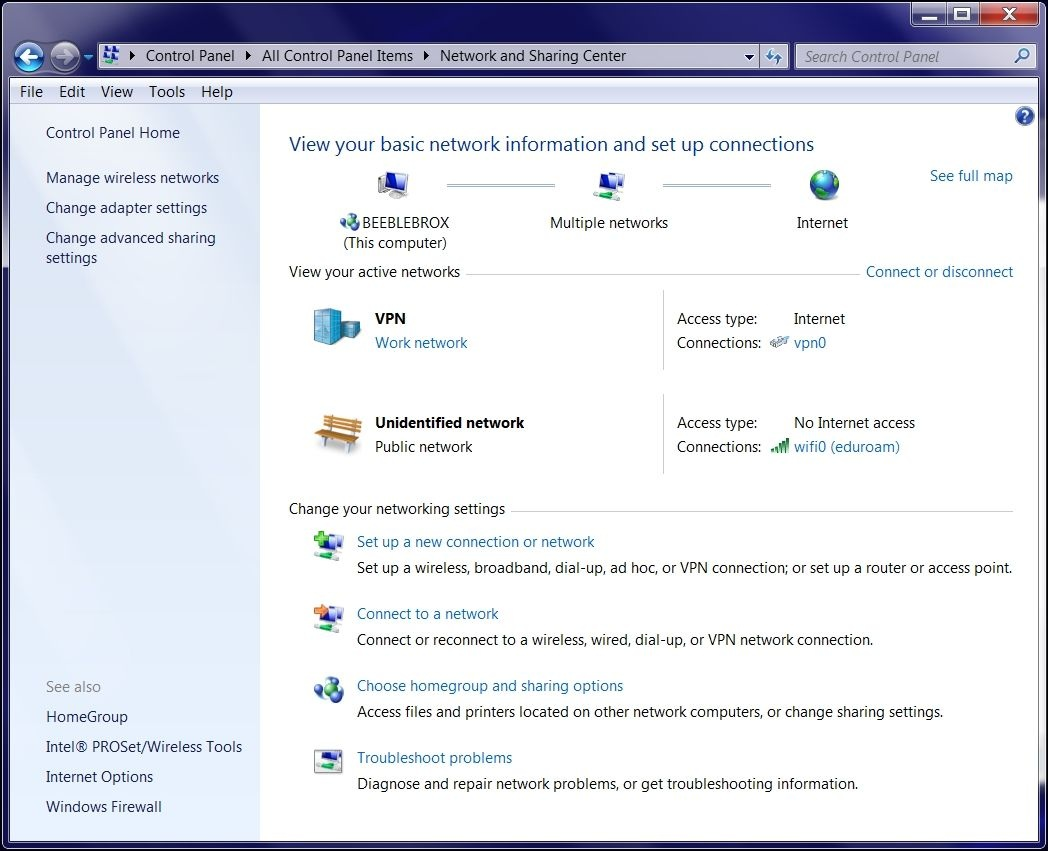 Control Panel ▸ All Control Panel Items ▸ Network and Sharing Center
Search Control Panel
File Edit View Tools Help
Control Panel Home
Manage wireless networks
Change adapter settings
Change advanced sharing
settings
See also
HomeGroup
Intel® PROSet/Wireless Tools
Internet Options
Windows Firewall
?
View your basic network information and set up connections
See full map
BEEBLEBROX
(This computer)
Multiple networks
Internet
View your active networks
Connect or disconnect
VPN
Work network
Access type: Internet
Connections: vpn0
Unidentified network
Public network
Access type: No Internet access
Connections: wifi0 (eduroam)
Change your networking settings
Set up a new connection or network
Set up a wireless, broadband, dial-up, ad hoc, or VPN connection; or set up a router or access point.
Connect to a network
Connect or reconnect to a wireless, wired, dial-up, or VPN network connection.
Choose homegroup and sharing options
Access files and printers located on other network computers, or change sharing settings.
Troubleshoot problems
Diagnose and repair network problems, or get troubleshooting information.